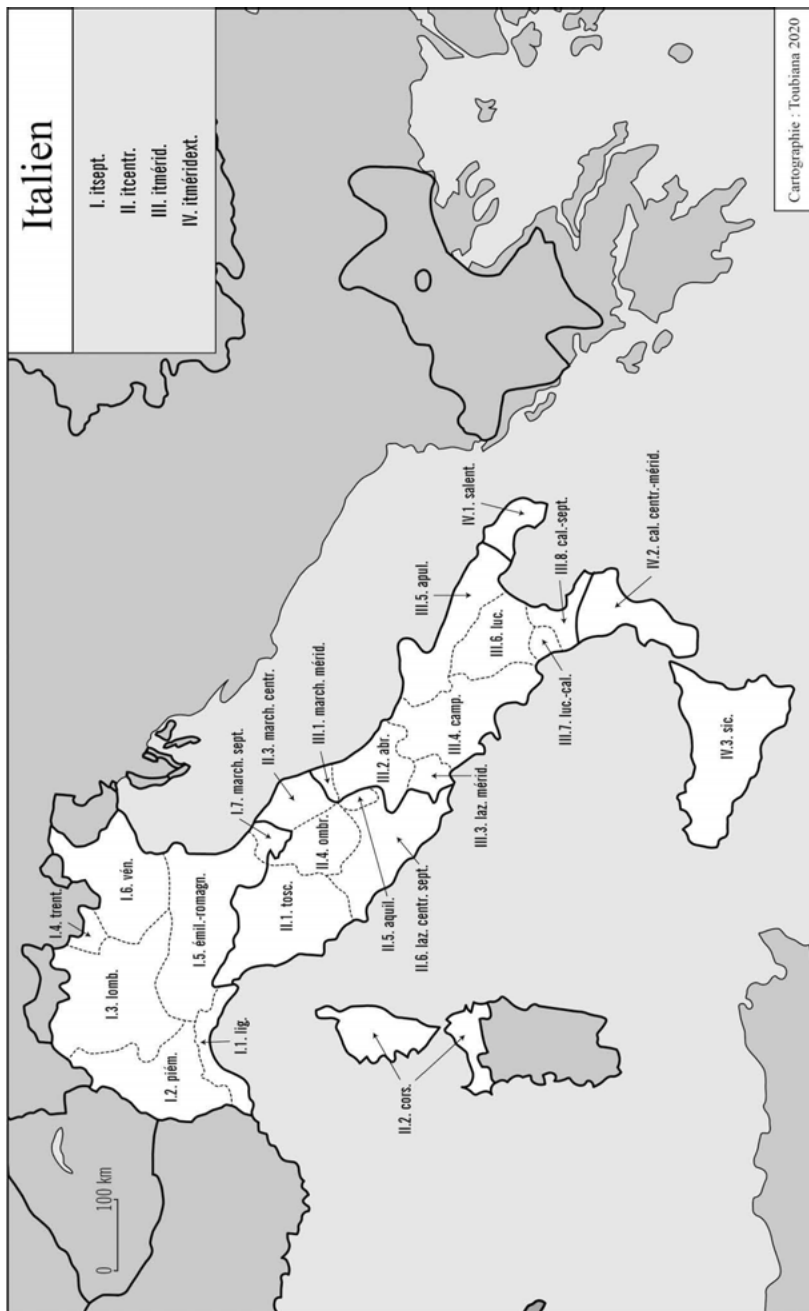 Italien
I. itsept.
II. itcentr.
III. itmérid.
IV. itméridext.
0 100 km
I.1. lig.
I.2. piém.
I.3. lomb.
I.4. trent.
I.5. émil.-romagn.
I.6. vén.
I.7. march. sept.
II.1. tosc.
II.2. cors.
II.3. march. centr.
II.4. ombr.
II.5. aquil.
II.6. laz. centr. sept.
III.1. march. mérid.
III.2. abr.
III.3. laz. mérid.
III.4. camp.
III.5. apul.
III.6. luc.
III.7. luc.-cal.
III.8. cal.-sept.
IV.1. salent.
IV.2. cal. centr.-mérid.
IV.3. sic.
Cartographie : Toubiana 2020